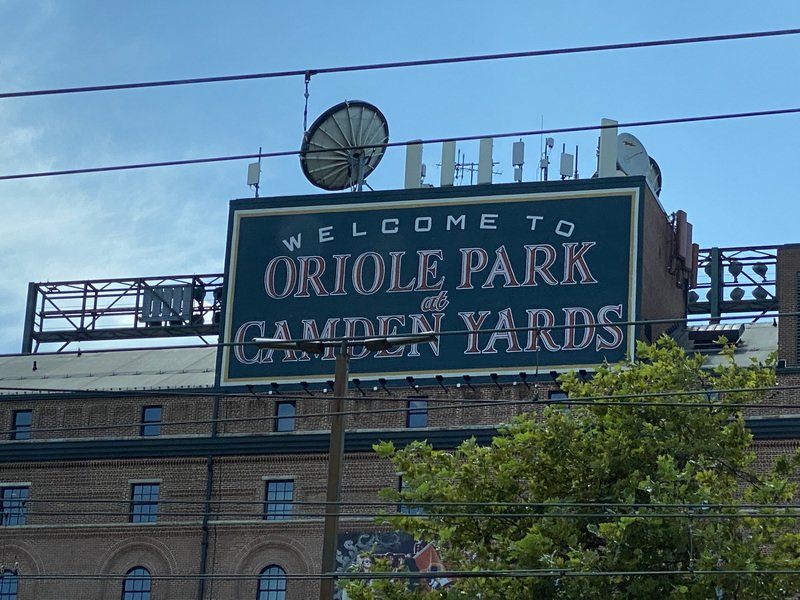 WELCOME TO
ORIOLE PARK
at
CAMDEN YARDS